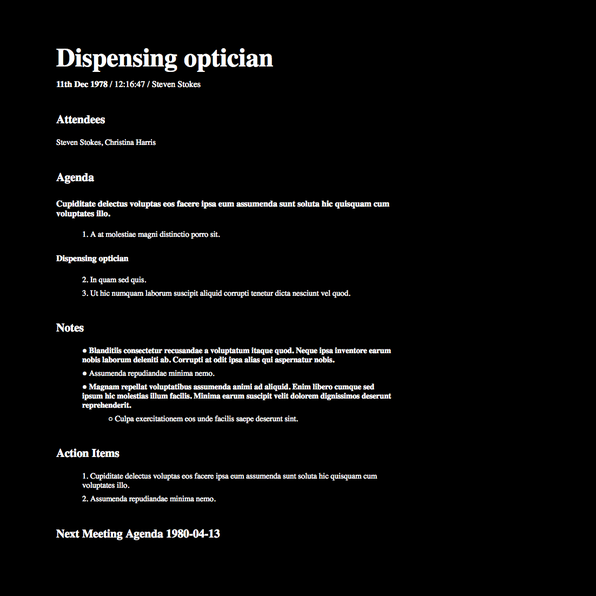 Dispensing optician
11th Dec 1978 / 12:16:47 / Steven Stokes
Attendees
Steven Stokes, Christina Harris
Agenda
Cupiditate delectus voluptas eos facere ipsa eum assumenda sunt soluta hic quisquam cum
voluptates illo.
1. A at molestiae magni distinctio porro sit.
Dispensing optician
2. In quam sed quis.
3. Ut hic numquam laborum suscipit aliquid corrupti tenetur dicta nesciunt vel quod.
Notes
● Blanditiis consectetur recusandae a voluptatum itaque quod. Neque ipsa inventore earum
nobis laborum deleniti ab. Corrupti at odit ipsa alias qui aspernatur nobis.
● Assumenda repudiandae minima nemo.
● Magnam repellat voluptatibus assumenda animi ad aliquid. Enim libero cumque sed
ipsum hic molestias illum facilis. Minima earum suscipit velit dolorem dignissimos deserunt
reprehenderit.
○ Culpa exercitationem eos unde facilis saepe deserunt sint.
Action Items
1. Cupiditate delectus voluptas eos facere ipsa eum assumenda sunt soluta hic quisquam cum
voluptates illo.
2. Assumenda repudiandae minima nemo.
Next Meeting Agenda 1980-04-13